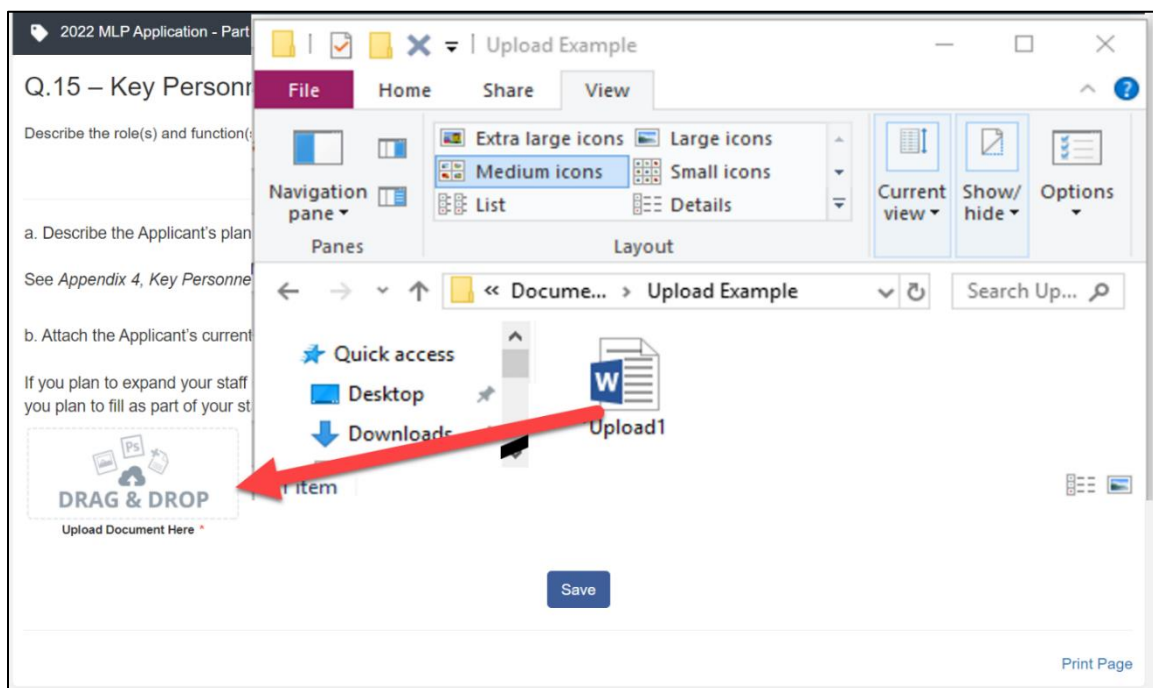 2022 MLP Application - Part
Upload Example
Q.15 – Key Personn
File Home Share View
Describe the role(s) and function(s
Extra large icons Large icons
Medium icons Small icons
List Details
Navigation pane
Current view
Show/ hide
Options
Panes Layout
a. Describe the Applicant's plan
See Appendix 4, Key Personne
« Docume... › Upload Example
Search Up...
b. Attach the Applicant's current
If you plan to expand your staff
you plan to fill as part of your st
Quick access
Desktop
Downloads
W
Upload1
item
Ps
DRAG & DROP
Upload Document Here *
Save
Print Page